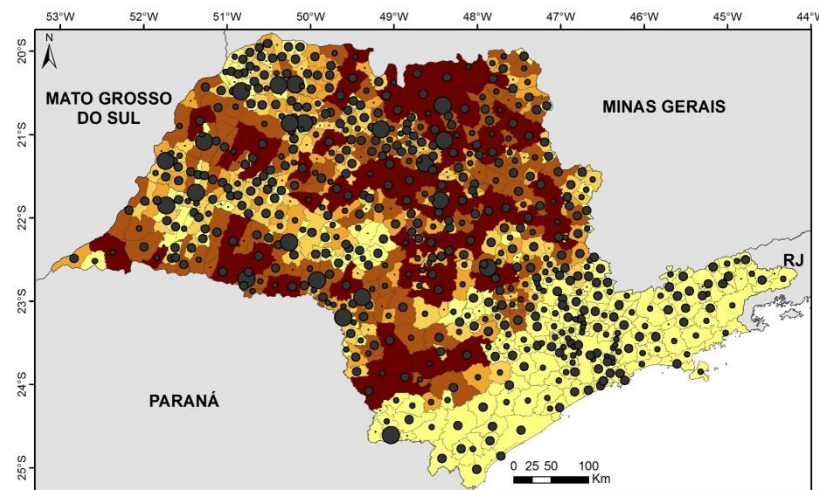 53°W 52°W 51°W 50°W 49°W 48°W 47°W 46°W 45°W 44°W
20°S
N
MATO GROSSO
DO SUL
MINAS GERAIS
21°S
22°S
RJ
23°S
24°S
PARANÁ
25°S
0 25 50 100
Km